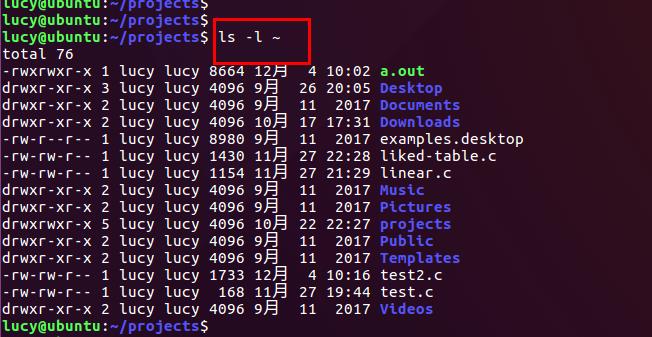 lucy@ubuntu:~/projects$
lucy@ubuntu:~/projects$
lucy@ubuntu:~/projects$ ls -l ~
total 76
-rwxrwxr-x 1 lucy lucy 8664 12月  4 10:02 a.out
drwxr-xr-x 3 lucy lucy 4096 9月  26 20:05 Desktop
drwxr-xr-x 2 lucy lucy 4096 9月  11  2017 Documents
drwxr-xr-x 2 lucy lucy 4096 10月 17 17:31 Downloads
-rw-r--r-- 1 lucy lucy 8980 9月  11  2017 examples.desktop
-rw-rw-r-- 1 lucy lucy 1430 11月 27 22:28 liked-table.c
-rw-rw-r-- 1 lucy lucy 1154 11月 27 21:29 linear.c
drwxr-xr-x 2 lucy lucy 4096 9月  11  2017 Music
drwxr-xr-x 2 lucy lucy 4096 9月  11  2017 Pictures
drwxrwxr-x 5 lucy lucy 4096 10月 22 22:27 projects
drwxr-xr-x 2 lucy lucy 4096 9月  11  2017 Public
drwxr-xr-x 2 lucy lucy 4096 9月  11  2017 Templates
-rw-rw-r-- 1 lucy lucy 1733 12月  4 10:16 test2.c
-rw-rw-r-- 1 lucy lucy  168 11月 27 19:44 test.c
drwxr-xr-x 2 lucy lucy 4096 9月  11  2017 Videos
lucy@ubuntu:~/projects$